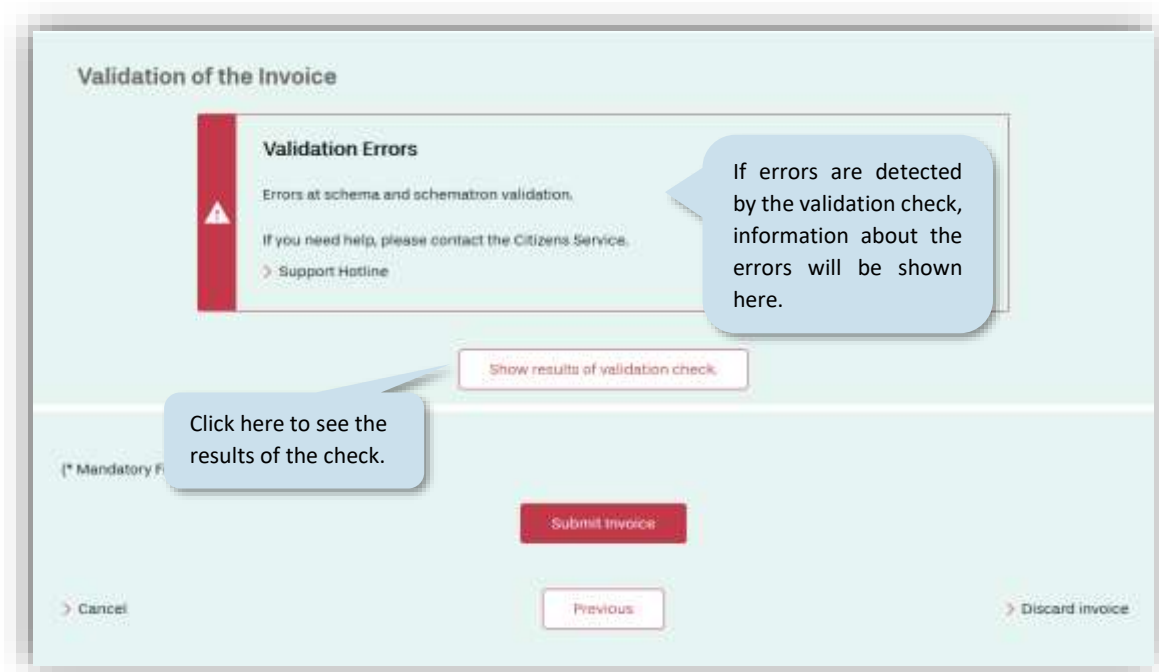 Validation of the Invoice
Validation Errors
Errors at schema and schematron validation.
If you need help, please contact the Citizens Service.
Support Hotline
If errors are detected
by the validation check,
information about the
errors will be shown
here.
Show results of validation check.
Click here to see the
results of the check.
(* Mandatory
Submit Invoice
Cancel
Previous
Discard invoice